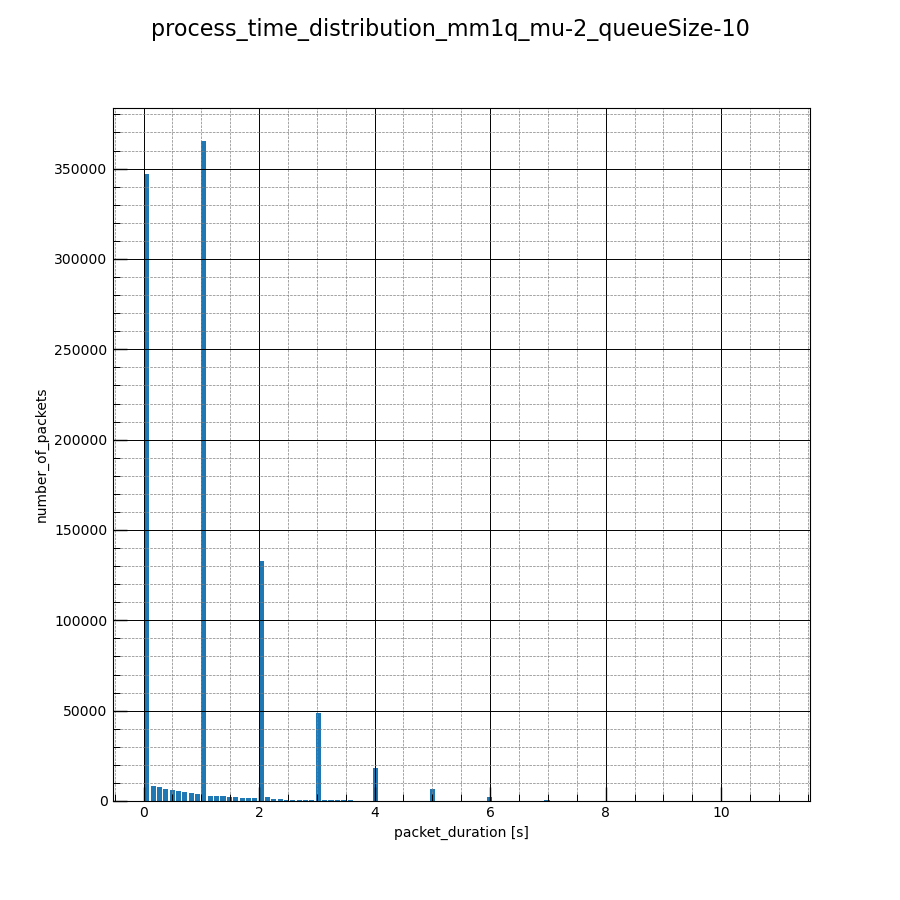 process_time_distribution_mm1q_mu-2_queueSize-10
350000
300000
250000
200000
150000
100000
50000
0
number_of_packets
0 2 4 6 8 10
packet_duration [s]